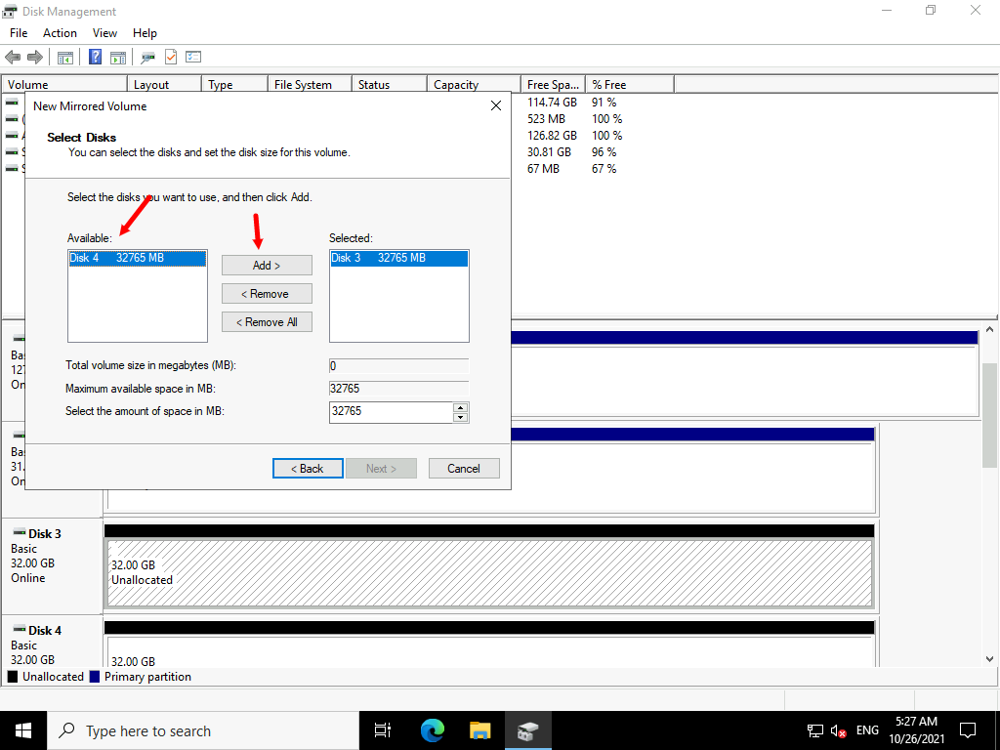 Disk Management
File Action View Help
Volume Layout Type File System Status Capacity Free Spa... % Free
114.74 GB 91 %
523 MB 100 %
126.82 GB 100 %
30.81 GB 96 %
67 MB 67 %
New Mirrored Volume
Select Disks
You can select the disks and set the disk size for this volume.
Select the disks you want to use, and then click Add.
Available: Selected:
Disk 4 32765 MB Disk 3 32765 MB
Add >
< Remove
< Remove All
Total volume size in megabytes (MB): 0
Maximum available space in MB: 32765
Select the amount of space in MB: 32765
< Back Next > Cancel
Disk 3
Basic
32.00 GB
Online
32.00 GB
Unallocated
Disk 4
Basic
32.00 GB
32.00 GB
Unallocated Primary partition
Type here to search
ENG
5:27 AM
10/26/2021